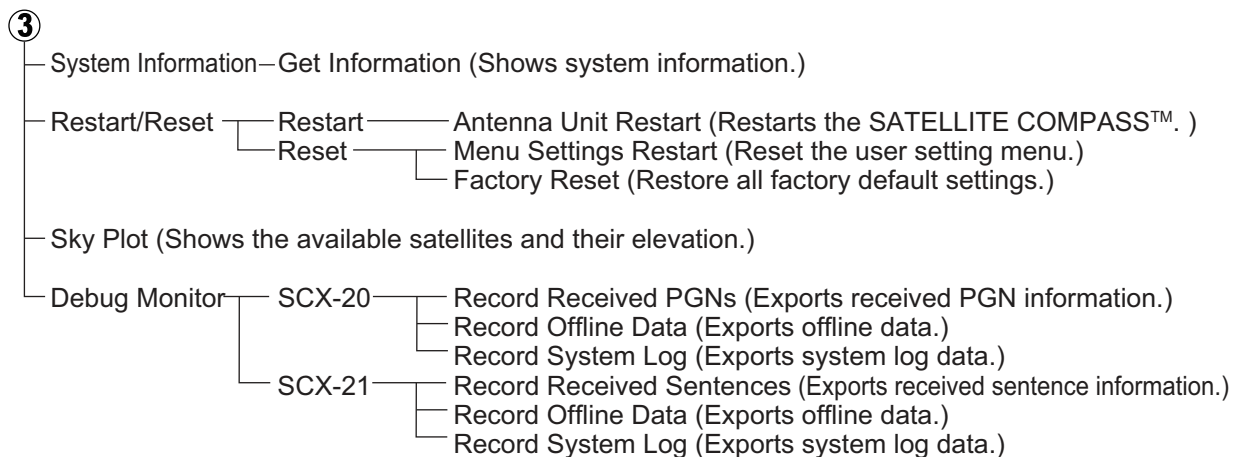 3
System Information Get Information (Shows system information.)
Restart/Reset Restart Antenna Unit Restart (Restarts the SATELLITE COMPASS™. )
Reset Menu Settings Restart (Reset the user setting menu.)
Factory Reset (Restore all factory default settings.)
Sky Plot (Shows the available satellites and their elevation.)
Debug Monitor SCX-20 Record Received PGNs (Exports received PGN information.)
Record Offline Data (Exports offline data.)
Record System Log (Exports system log data.)
SCX-21 Record Received Sentences (Exports received sentence information.)
Record Offline Data (Exports offline data.)
Record System Log (Exports system log data.)